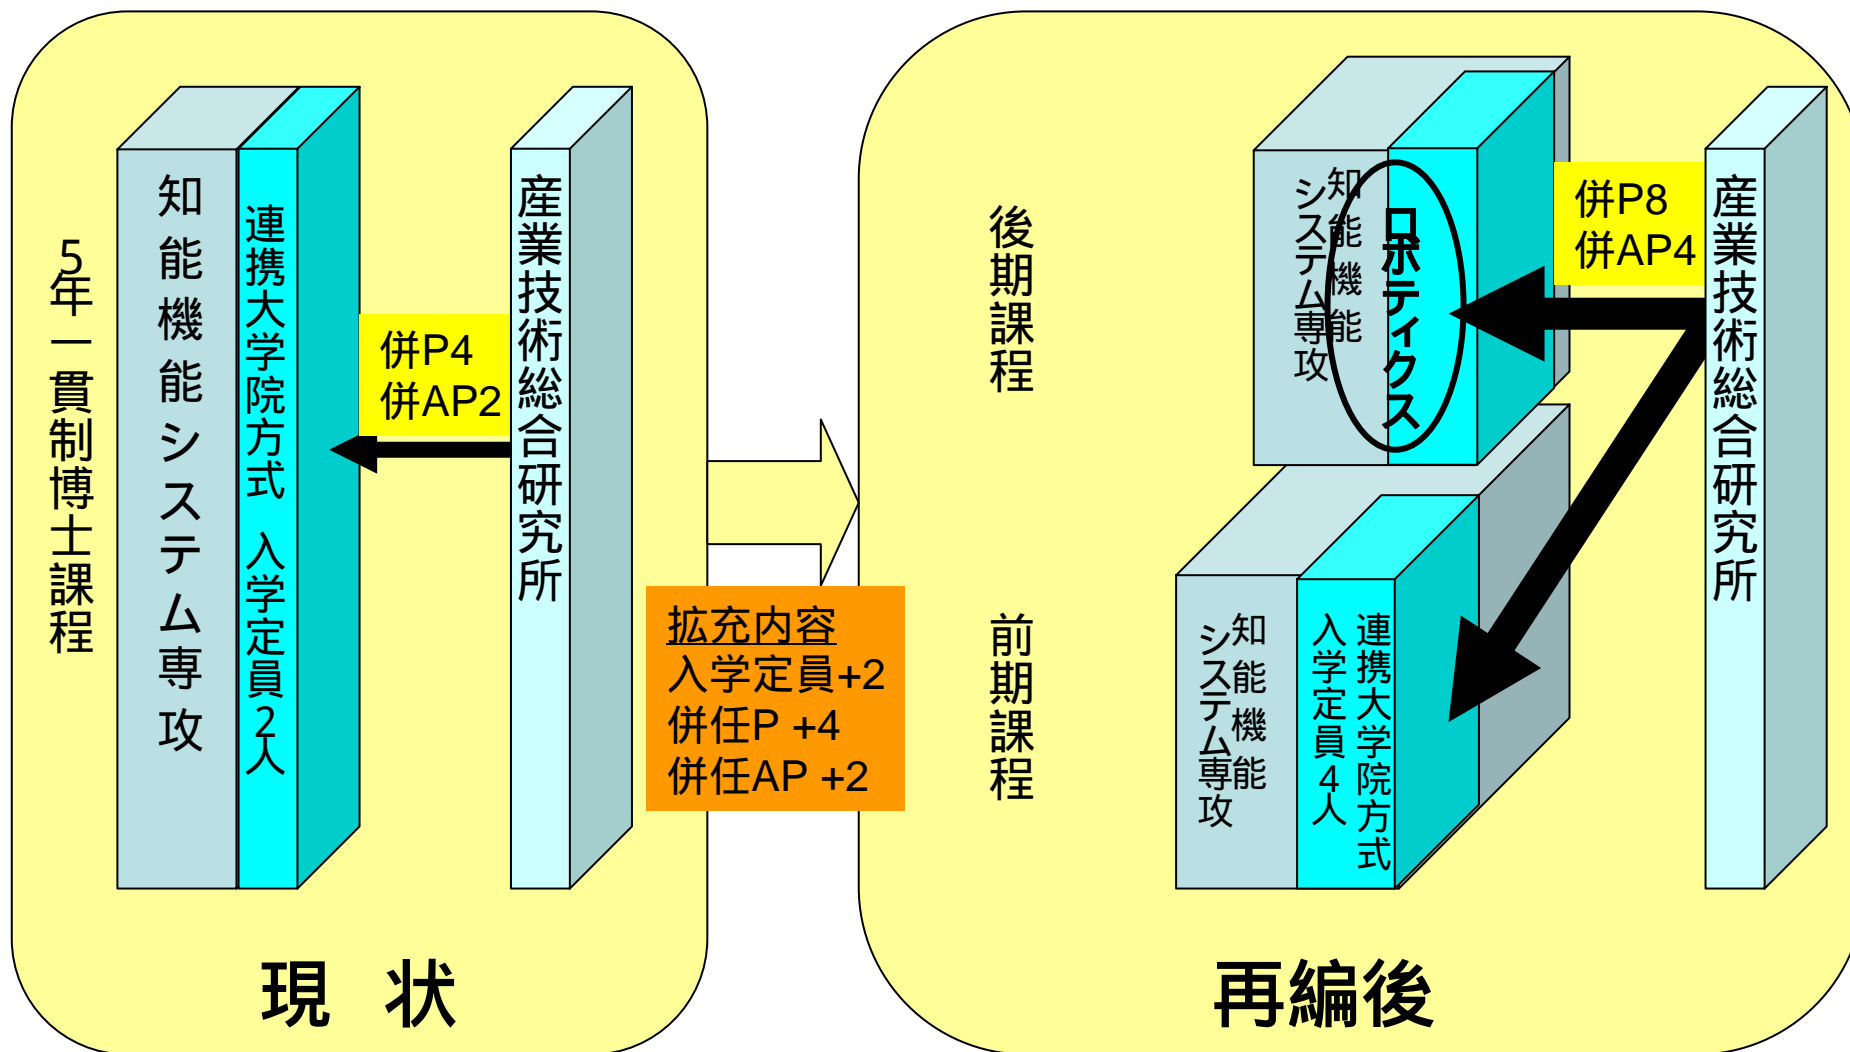 5年一貫制博士課程
知能機能システム専攻
連携大学院方式 入学定員2人
併P4
併AP2
産業技術総合研究所
現 状
拡充内容
入学定員+2
併任P +4
併任AP +2
後期課程
知能機能
システム専攻
ロボティクス
併P8
併AP4
産業技術総合研究所
前期課程
知能機能
システム専攻
連携大学院方式
入学定員4人
再編後